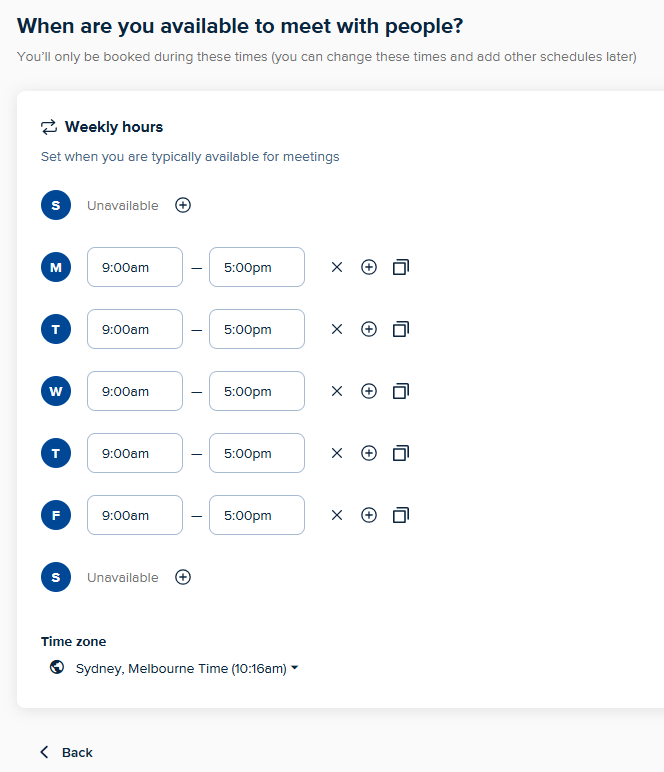 When are you available to meet with people?
You'll only be booked during these times (you can change these times and add other schedules later)
Weekly hours
Set when you are typically available for meetings
S Unavailable
M 9:00am – 5:00pm
T 9:00am – 5:00pm
W 9:00am – 5:00pm
T 9:00am – 5:00pm
F 9:00am – 5:00pm
S Unavailable
Time zone
Sydney, Melbourne Time (10:16am)
Back